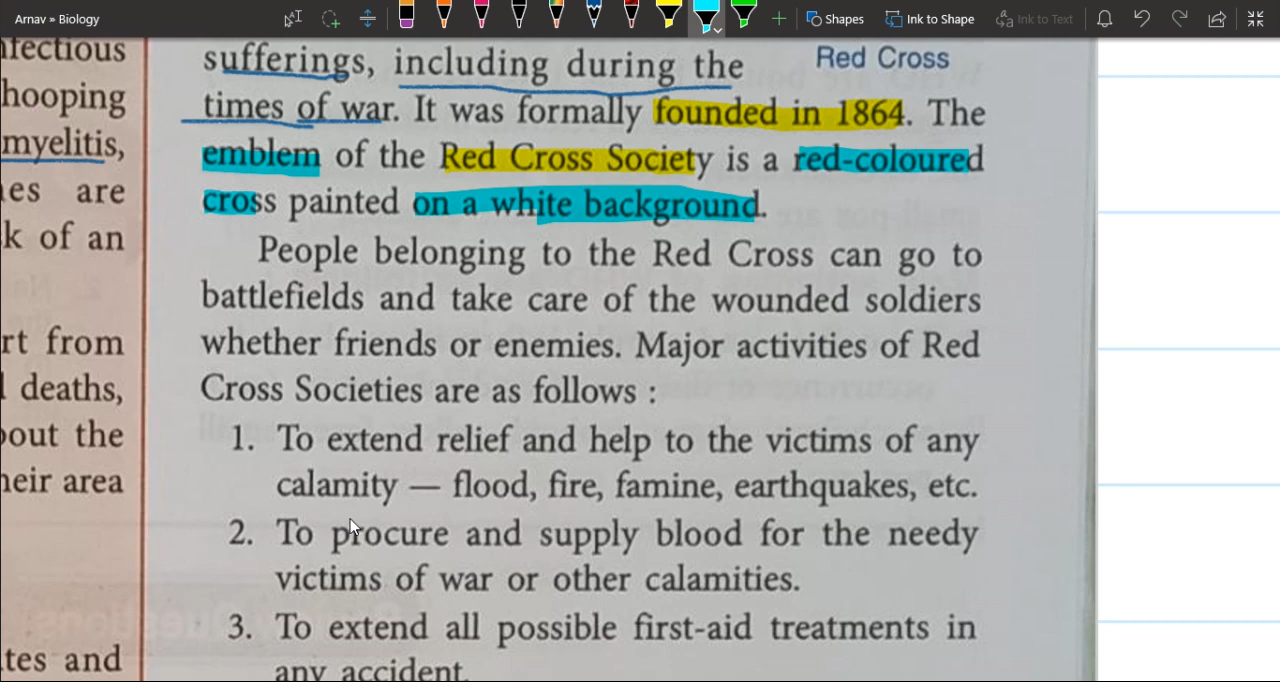 Arnav » Biology
Shapes
Ink to Shape
Ink to Text
fectious
hooping
myelitis,
es are
k of an
rt from
deaths,
out the
heir area
tes and
Red Cross
sufferings, including during the
times of war. It was formally founded in 1864. The
emblem of the Red Cross Society is a red-coloured
cross painted on a white background.
People belonging to the Red Cross can go to
battlefields and take care of the wounded soldiers
whether friends or enemies. Major activities of Red
Cross Societies are as follows :
1. To extend relief and help to the victims of any
calamity — flood, fire, famine, earthquakes, etc.
2. To procure and supply blood for the needy
victims of war or other calamities.
3. To extend all possible first-aid treatments in
any accident.